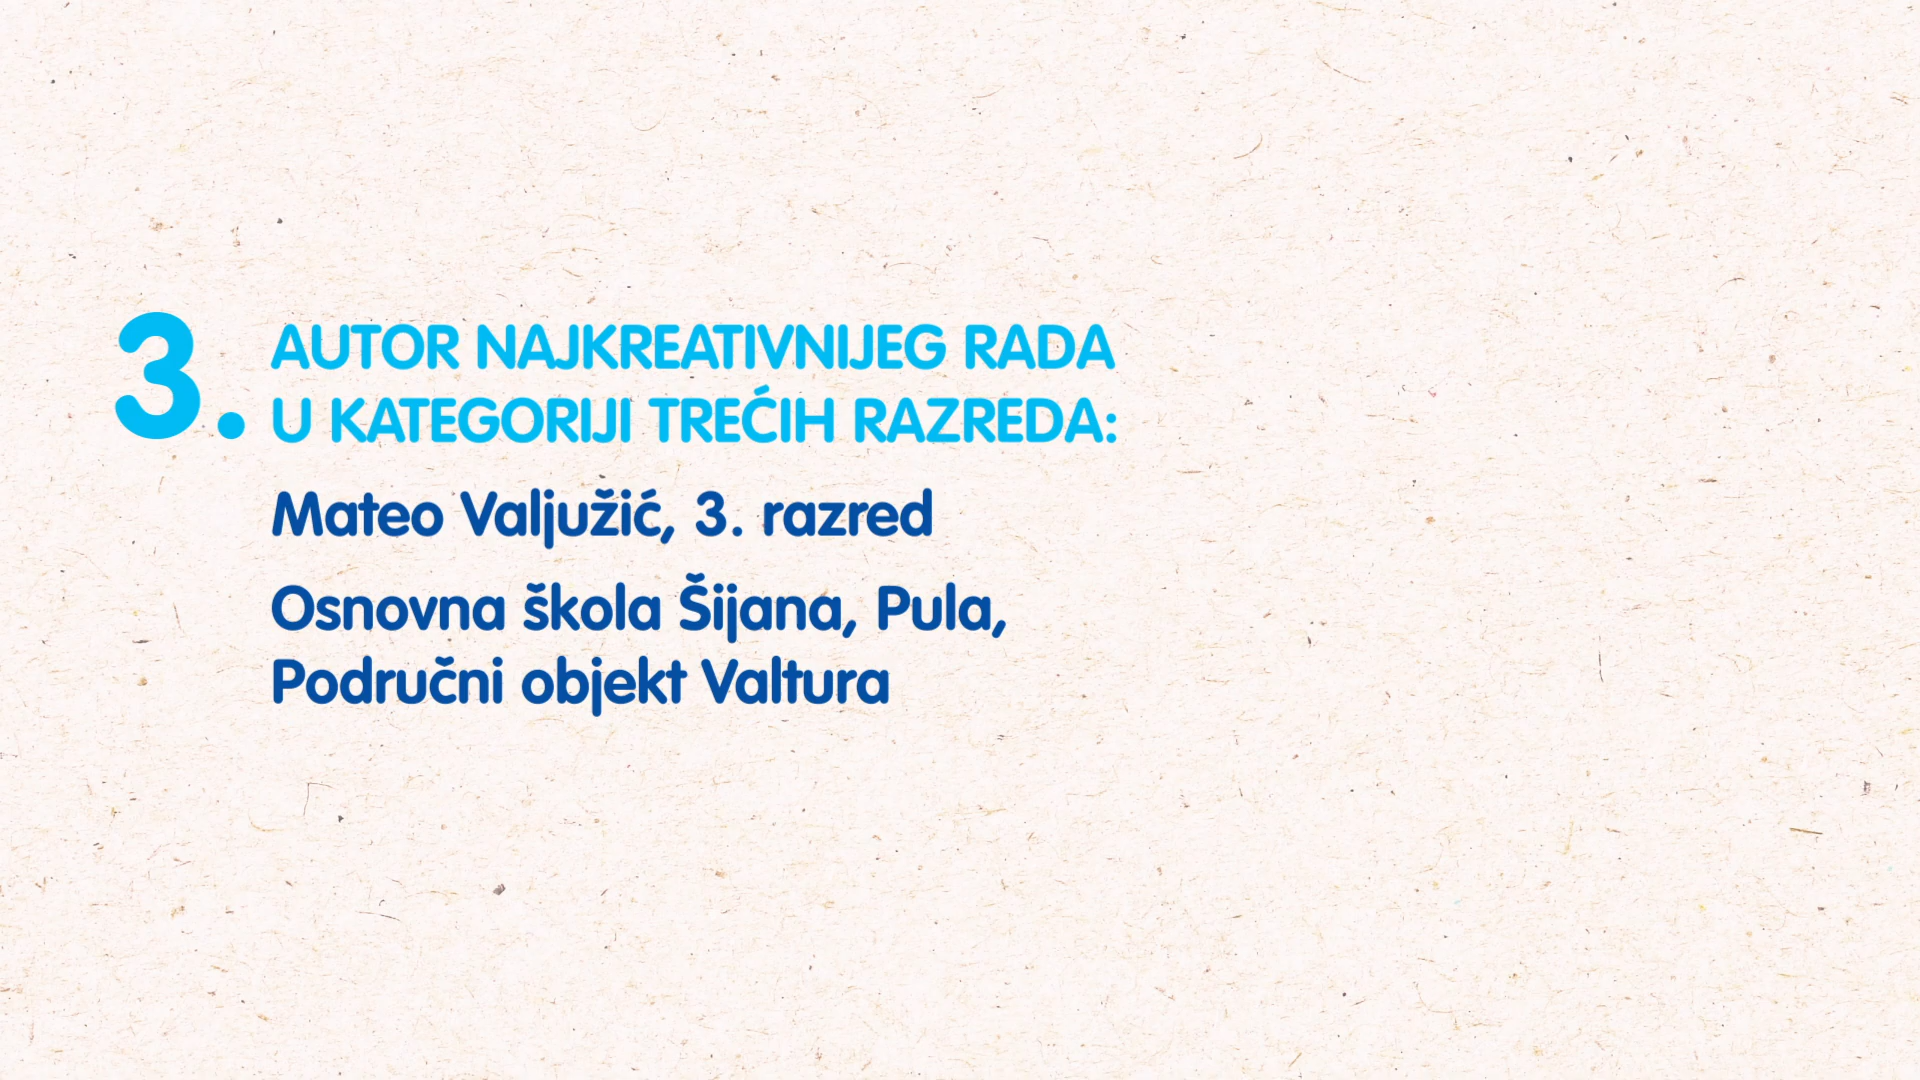 3. AUTOR NAJKREATIVNIJEG RADA
U KATEGORIJI TREĆIH RAZREDA:
Mateo Valjužić, 3. razred
Osnovna škola Šijana, Pula,
Područni objekt Valtura